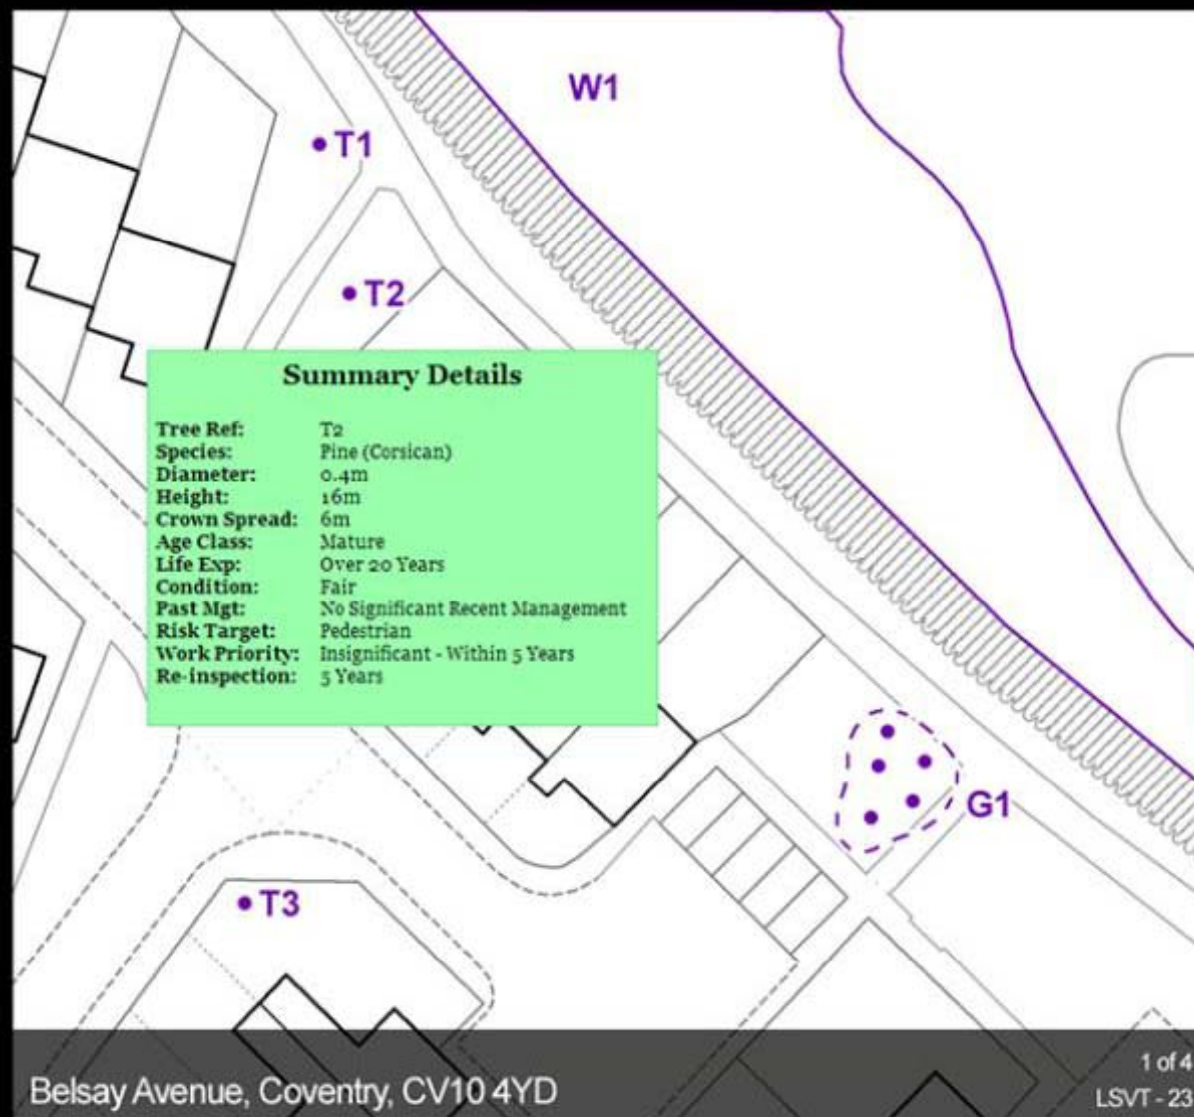 W1
T1
T2
Summary Details
Tree Ref: T2
Species: Pine (Corsican)
Diameter: 0.4m
Height: 16m
Crown Spread: 6m
Age Class: Mature
Life Exp: Over 20 Years
Condition: Fair
Past Mgt: No Significant Recent Management
Risk Target: Pedestrian
Work Priority: Insignificant - Within 5 Years
Re-inspection: 5 Years
G1
T3
1 of 4
Belsay Avenue, Coventry, CV10 4YD
LSVT - 23